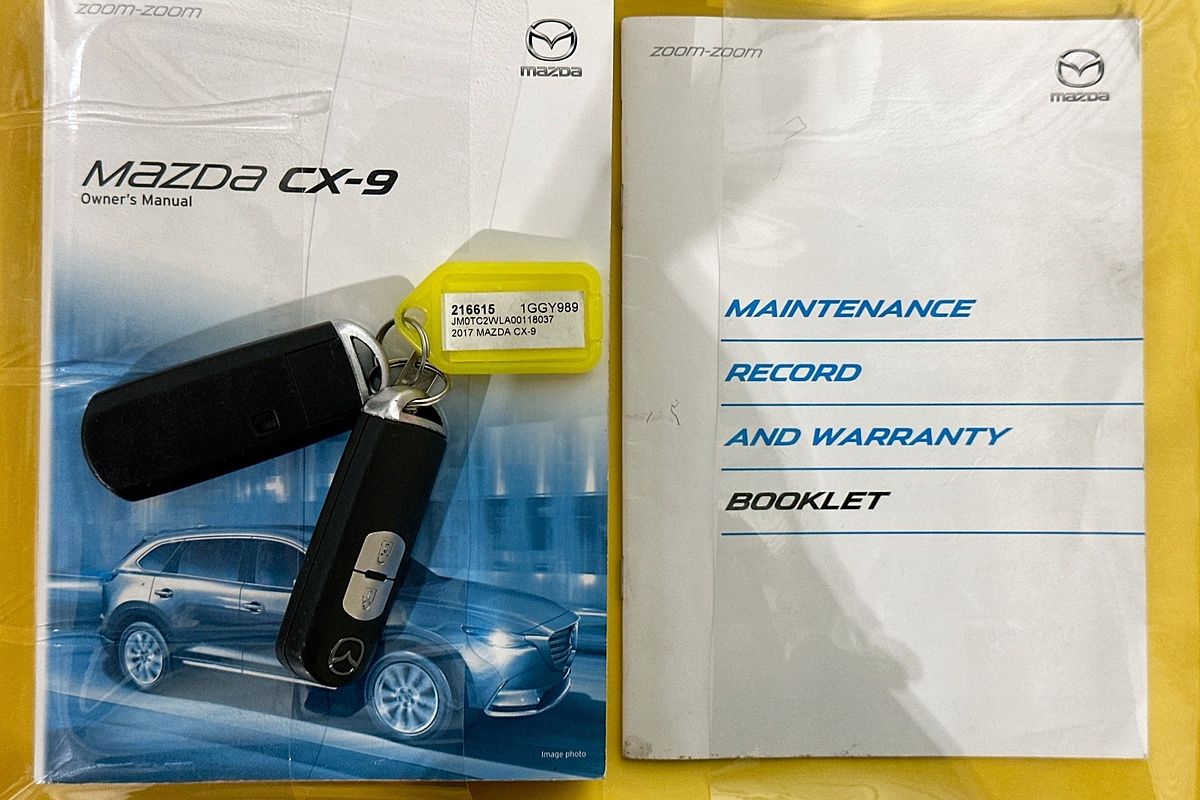 zoom-zoom
mazda
MAZDA CX-9
Owner's Manual
216615 1GGY989
JM0TC2WLA00118037
2017 MAZDA CX-9
Image photo
zoom-zoom
mazda
MAINTENANCE
RECORD
AND WARRANTY
BOOKLET